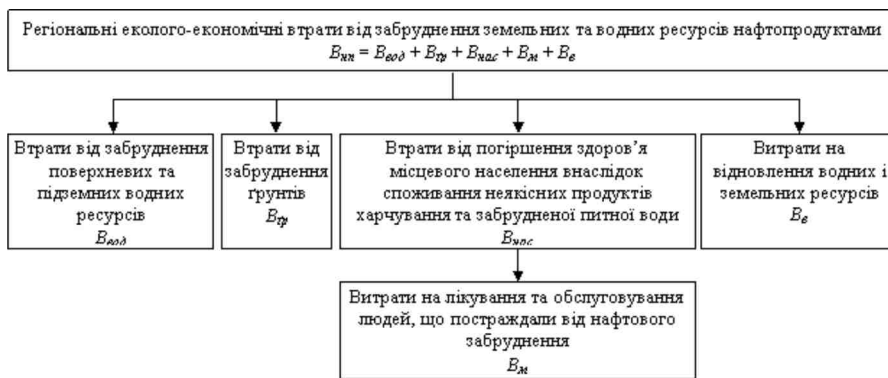 Регіональні еколого-економічні втрати від забруднення земельних та водних ресурсів нафтопродуктами
Bнп = Bвод + Bґр + Bнас + Bм + Bв
Втрати від забруднення
поверхневих та
підземних водних
ресурсів
Bвод
Втрати від
забруднення
ґрунтів
Bґр
Втрати від погіршення здоров’я
місцевого населення внаслідок
споживання неякісних продуктів
харчування та забрудненої питної води
Bнас
Витрати на
відновлення водних і
земельних ресурсів
Bв
Витрати на лікування та обслуговування
людей, що постраждали від нафтового
забруднення
Bм